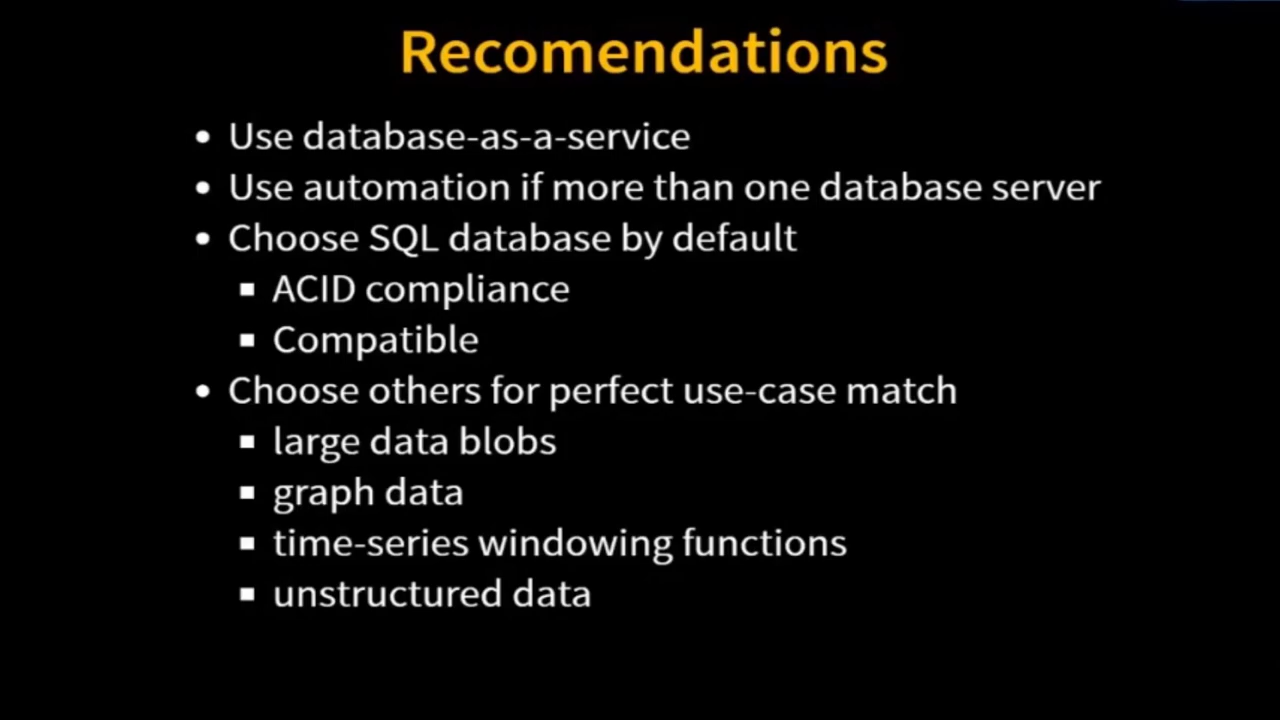 Recomendations
• Use database-as-a-service
• Use automation if more than one database server
• Choose SQL database by default
▪ ACID compliance
▪ Compatible
• Choose others for perfect use-case match
▪ large data blobs
▪ graph data
▪ time-series windowing functions
▪ unstructured data